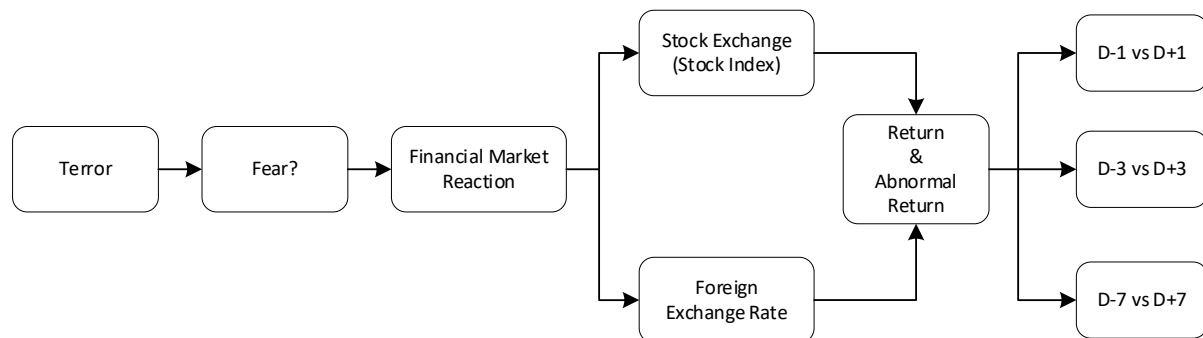 Terror
Fear?
Financial Market
Reaction
Stock Exchange
(Stock Index)
Foreign
Exchange Rate
Return
&
Abnormal
Return
D-1 vs D+1
D-3 vs D+3
D-7 vs D+7